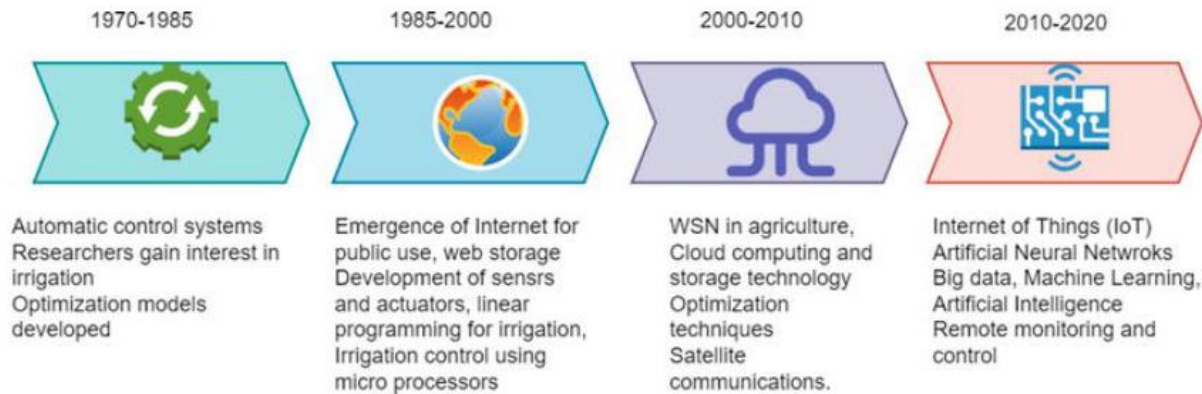 1970-1985
1985-2000
2000-2010
2010-2020
Automatic control systems
Researchers gain interest in
irrigation
Optimization models
developed
Emergence of Internet for
public use, web storage
Development of sensrs
and actuators, linear
programming for irrigation,
Irrigation control using
micro processors
WSN in agriculture,
Cloud computing and
storage technology
Optimization
techniques
Satellite
communications.
Internet of Things (IoT)
Artificial Neural Netwroks
Big data, Machine Learning,
Artificial Intelligence
Remote monitoring and
control